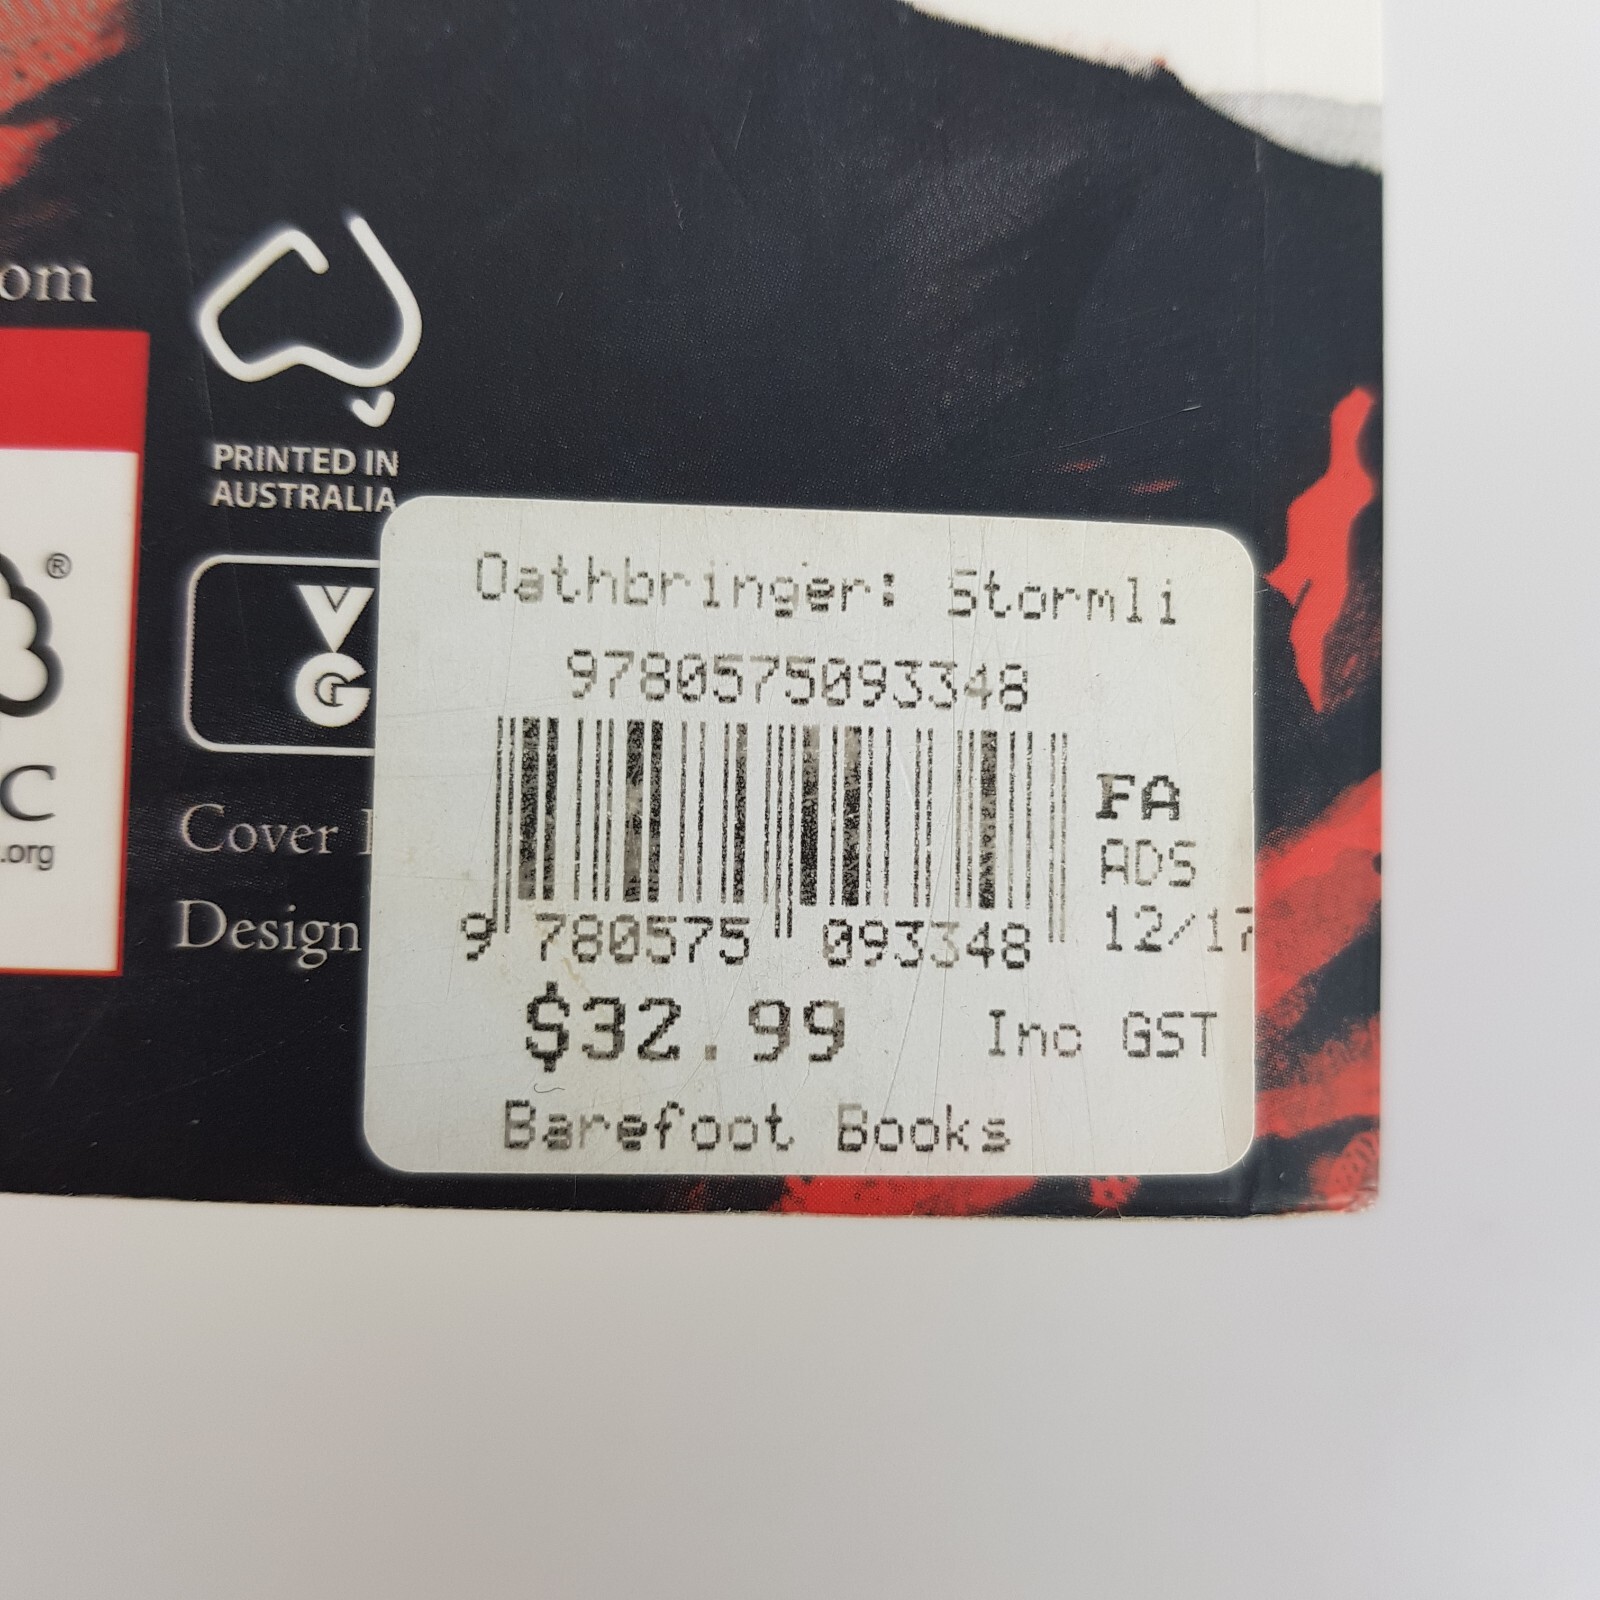 om
PRINTED IN
AUSTRALIA
®
VG
C
.org
Cover
Design
Oathbringer: Stormli
9780575093348
FA
ADS
12/17
9 780575 093348
$32.99 Inc GST
Barefoot Books